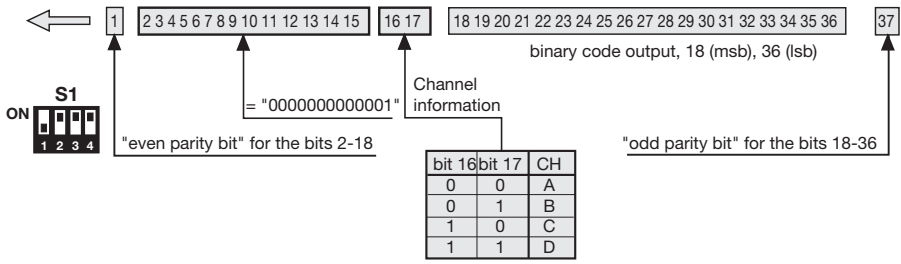 1 2 3 4 5 6 7 8 9 10 11 12 13 14 15 16 17 18 19 20 21 22 23 24 25 26 27 28 29 30 31 32 33 34 35 36 37
binary code output, 18 (msb), 36 (lsb)
Channel
information
= "0000000000001"
S1
ON
1 2 3 4
"even parity bit" for the bits 2-18
"odd parity bit" for the bits 18-36
bit 16 bit 17 CH
0 0 A
0 1 B
1 0 C
1 1 D